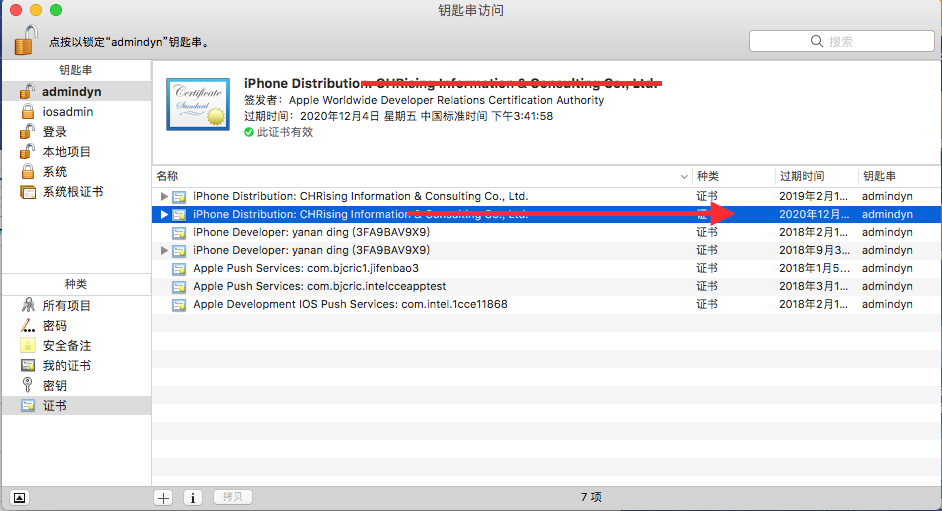 钥匙串访问
点按以锁定“admindyn”钥匙串。
搜索
钥匙串
admindyn
iosadmin
登录
本地项目
系统
系统根证书
Certificate
Standard
iPhone Distribution: CHRising Information & Consulting Co., Ltd.
签发者: Apple Worldwide Developer Relations Certification Authority
过期时间: 2020年12月4日 星期五 中国标准时间 下午3:41:58
此证书有效
名称 种类 过期时间 钥匙串
iPhone Distribution: CHRising Information & Consulting Co., Ltd. 证书 2019年2月1... admindyn
iPhone Distribution: CHRising Information & Consulting Co., Ltd. 证书 2020年12月... admindyn
iPhone Developer: yanan ding (3FA9BAV9X9) 证书 2018年2月1... admindyn
iPhone Developer: yanan ding (3FA9BAV9X9) 证书 2018年9月3... admindyn
Apple Push Services: com.bjcric1.jifenbao3 证书 2018年1月5... admindyn
Apple Push Services: com.bjcric.intelcceapptest 证书 2018年3月1... admindyn
Apple Development IOS Push Services: com.intel.1cce11868 证书 2018年2月1... admindyn
种类
所有项目
密码
安全备注
我的证书
密钥
证书
拷贝
7 项